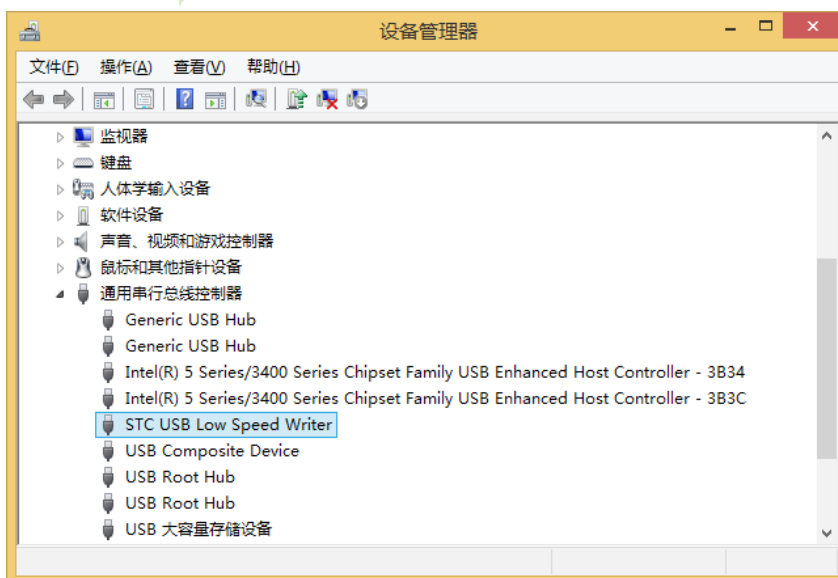 设备管理器
文件(F) 操作(A) 查看(V) 帮助(H)
监视器
键盘
人体学输入设备
软件设备
声音、视频和游戏控制器
鼠标和其他指针设备
通用串行总线控制器
Generic USB Hub
Generic USB Hub
Intel(R) 5 Series/3400 Series Chipset Family USB Enhanced Host Controller - 3B34
Intel(R) 5 Series/3400 Series Chipset Family USB Enhanced Host Controller - 3B3C
STC USB Low Speed Writer
USB Composite Device
USB Root Hub
USB Root Hub
USB 大容量存储设备